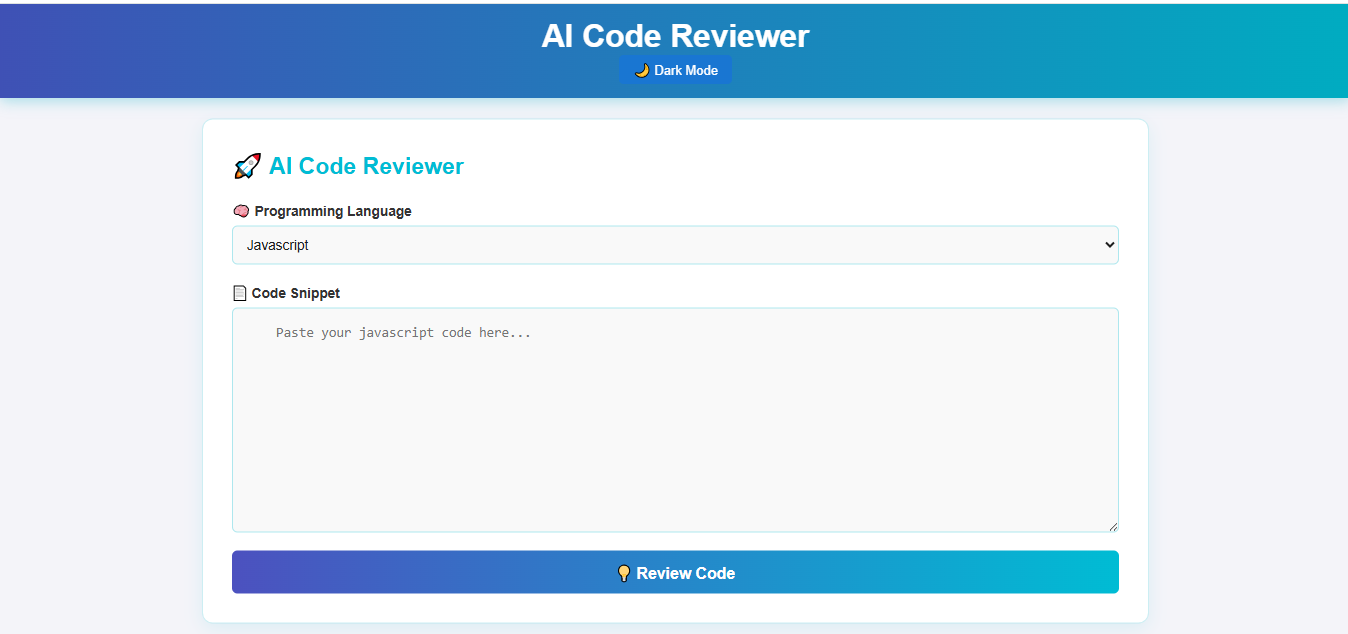 AI Code Reviewer
🌙 Dark Mode
🚀 AI Code Reviewer
🧠 Programming Language
Javascript
📄 Code Snippet
Paste your javascript code here...
💡 Review Code